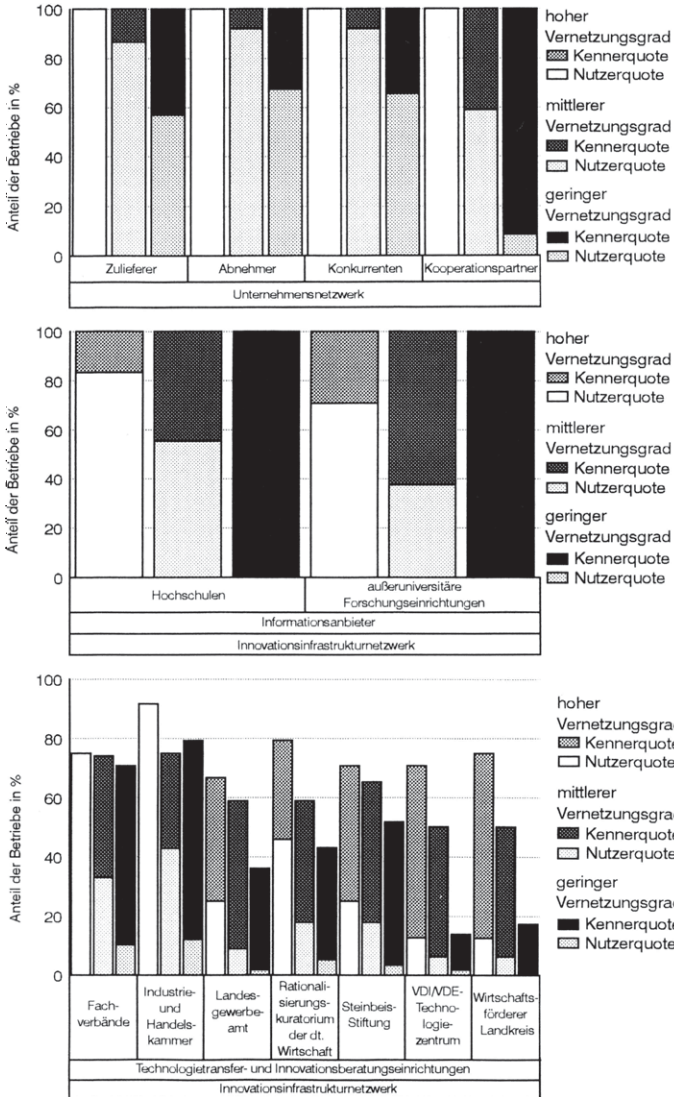 Anteil der Betriebe in %
100
80
60
40
20
0
Zulieferer
Abnehmer
Konkurrenten
Kooperationspartner
Unternehmensnetzwerk
hoher
Vernetzungsgrad
Kennerquote
Nutzerquote
mittlerer
Vernetzungsgrad
Kennerquote
Nutzerquote
geringer
Vernetzungsgrad
Kennerquote
Nutzerquote
Anteil der Betriebe in %
100
80
60
40
20
0
Hochschulen
außeruniversitäre
Forschungseinrichtungen
Informationsanbieter
Innovationsinfrastrukturnetzwerk
hoher
Vernetzungsgrad
Kennerquote
Nutzerquote
mittlerer
Vernetzungsgrad
Kennerquote
Nutzerquote
geringer
Vernetzungsgrad
Kennerquote
Nutzerquote
Anteil der Betriebe in %
100
80
60
40
20
0
Fach-
verbände
Industrie-
und
Handels-
kammer
Landes-
gewerbe-
amt
Rationali-
sierungs-
kuratorium
der dt.
Wirtschaft
Steinbeis-
Stiftung
VDI/VDE-
Techno-
logie-
zentrum
Wirtschafts-
förderer
Landkreis
Technologietransfer- und Innovationsberatungseinrichtungen
Innovationsinfrastrukturnetzwerk
hoher
Vernetzungsgrad
Kennerquote
Nutzerquote
mittlerer
Vernetzungsgrad
Kennerquote
Nutzerquote
geringer
Vernetzungsgrad
Kennerquote
Nutzerquote